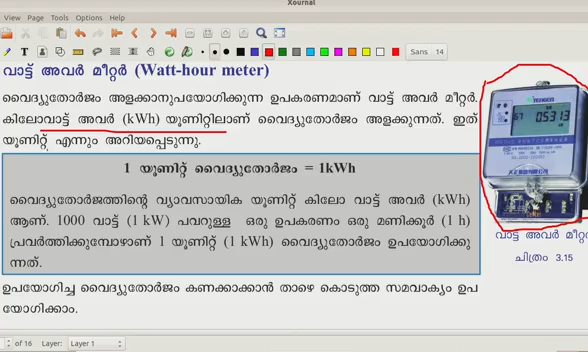 Xournal
View Page Tools Options Help
Sans 14
വാട്ട് അവർ മീറ്റർ (Watt-hour meter)
വൈദ്യുതോർജം അളക്കാനുപയോഗിക്കുന്ന ഉപകരണമാണ് വാട്ട് അവർ മീറ്റർ.
കിലോവാട്ട് അവർ (kWh) യൂണിറ്റിലാണ് വൈദ്യുതോർജം അളക്കുന്നത്. ഇത്
യൂണിറ്റ് എന്നും അറിയപ്പെടുന്നു.
1 യൂണിറ്റ് വൈദ്യുതോർജം = 1kWh
വൈദ്യുതോർജത്തിന്റെ വ്യാവസായിക യൂണിറ്റ് കിലോ വാട്ട് അവർ (kWh)
ആണ്. 1000 വാട്ട് (1 kW) പവറുള്ള ഒരു ഉപകരണം ഒരു മണിക്കൂർ (1 h)
പ്രവർത്തിക്കുമ്പോഴാണ് 1 യൂണിറ്റ് (1 kWh) വൈദ്യുതോർജം ഉപയോഗിക്കു
ന്നത്.
ഉപയോഗിച്ച വൈദ്യുതോർജം കണക്കാക്കാൻ താഴെ കൊടുത്ത സമവാക്യം ഉപ
യോഗിക്കാം.
വാട്ട് അവർ മീറ്റ
ചിത്രം 3.15
of 16 Layer: Layer 1